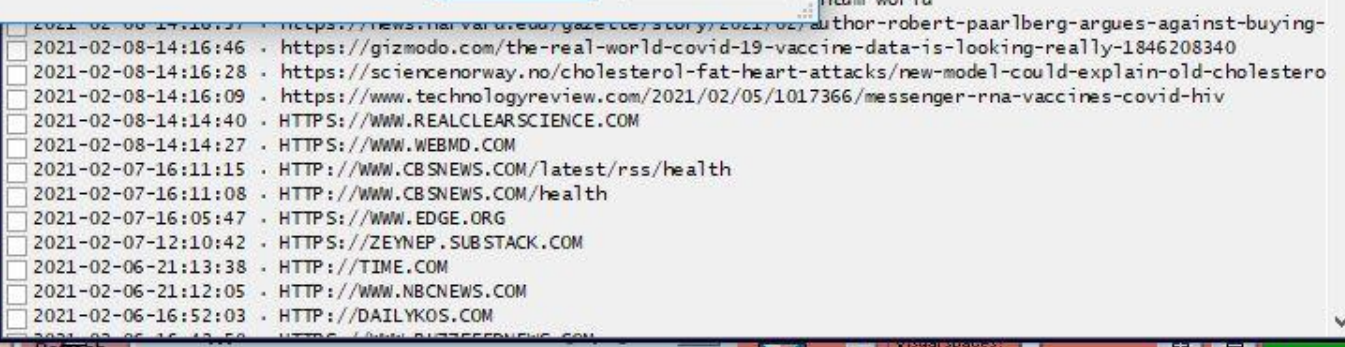 world
author-robert-paarlberg-argues-against-buying-
2021-02-08-14:16:46 · https://gizmodo.com/the-real-world-covid-19-vaccine-data-is-looking-really-1846208340
2021-02-08-14:16:28 · https://sciencenorway.no/cholesterol-fat-heart-attacks/new-model-could-explain-old-cholestero
2021-02-08-14:16:09 · https://www.technologyreview.com/2021/02/05/1017366/messenger-rna-vaccines-covid-hiv
2021-02-08-14:14:40 · HTTPS://WWW.REALCLEARSCIENCE.COM
2021-02-08-14:14:27 · HTTPS://WWW.WEBMD.COM
2021-02-07-16:11:15 · HTTP://WWW.CBSNEWS.COM/latest/rss/health
2021-02-07-16:11:08 · HTTP://WWW.CBSNEWS.COM/health
2021-02-07-16:05:47 · HTTPS://WWW.EDGE.ORG
2021-02-07-12:10:42 · HTTPS://ZEYNEP.SUBSTACK.COM
2021-02-06-21:13:38 · HTTP://TIME.COM
2021-02-06-21:12:05 · HTTP://WWW.NBCNEWS.COM
2021-02-06-16:52:03 · HTTP://DAILYKOS.COM